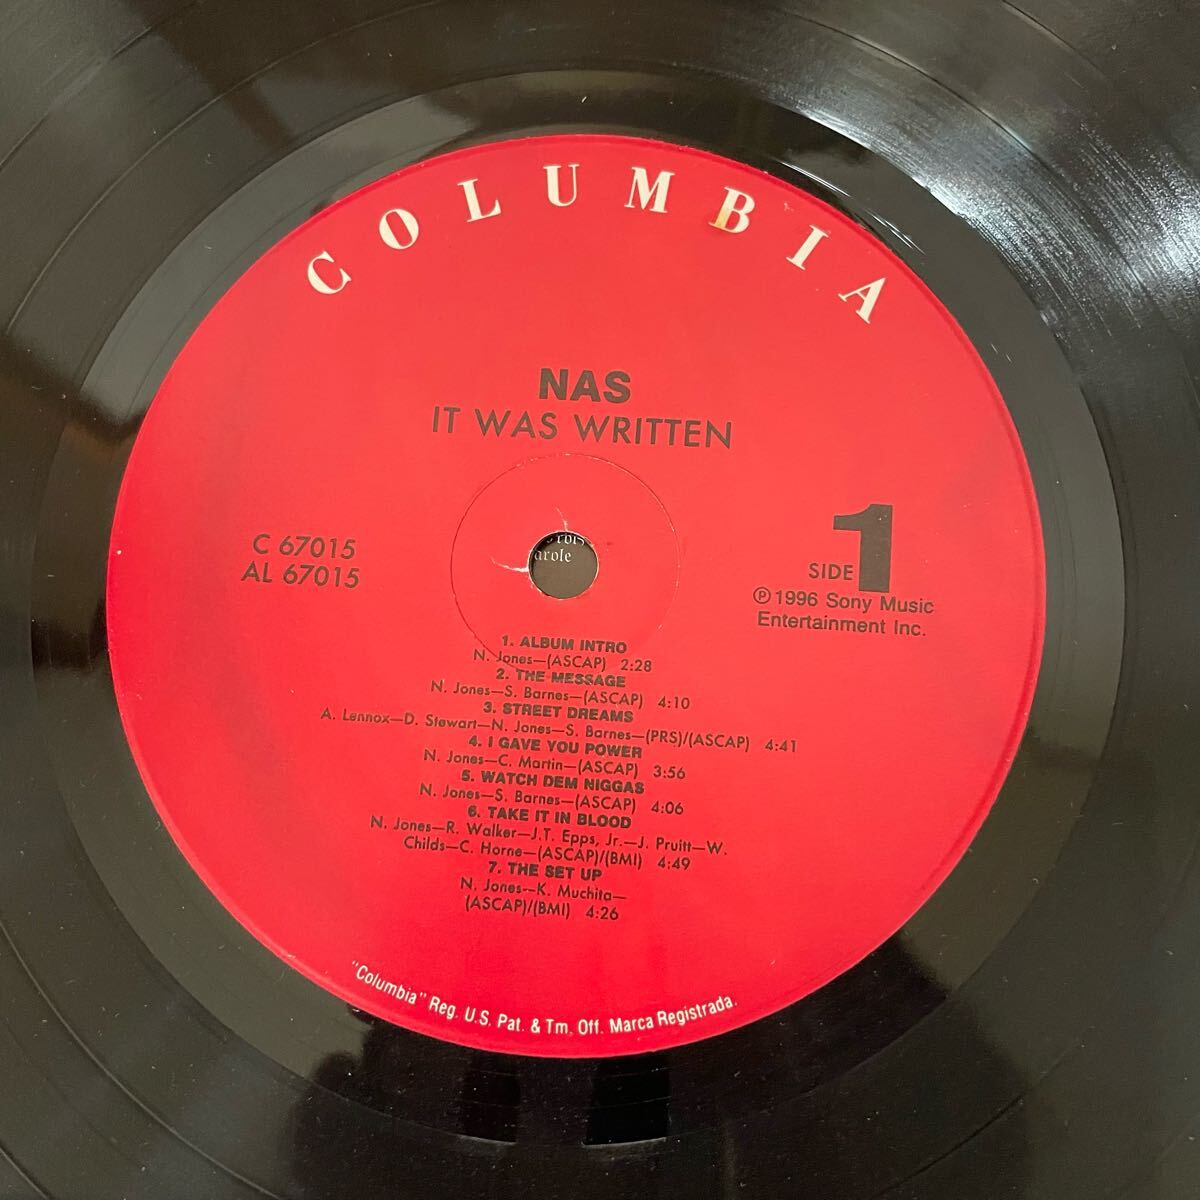 COLUMBIA
NAS
IT WAS WRITTEN
C 67015
AL 67015
SIDE 1
℗ 1996 Sony Music
Entertainment Inc.
arole
1. ALBUM INTRO
N. Jones—(ASCAP) 2:28
2. THE MESSAGE
N. Jones—S. Barnes—(ASCAP) 4:10
3. STREET DREAMS
A. Lennox—D. Stewart—N. Jones—S. Barnes—(PRS)/(ASCAP) 4:41
4. I GAVE YOU POWER
N. Jones—C. Martin—(ASCAP) 3:56
5. WATCH DEM NIGGAS
N. Jones—S. Barnes—(ASCAP) 4:06
6. TAKE IT IN BLOOD
N. Jones—R. Walker—J.T. Epps, Jr.—J. Pruitt—W.
Childs—C. Horne—(ASCAP)/(BMI) 4:49
7. THE SET UP
N. Jones—K. Muchita—
(ASCAP)/(BMI) 4:26
"Columbia" Reg. U.S. Pat. & Tm. Off. Marca Registrada.